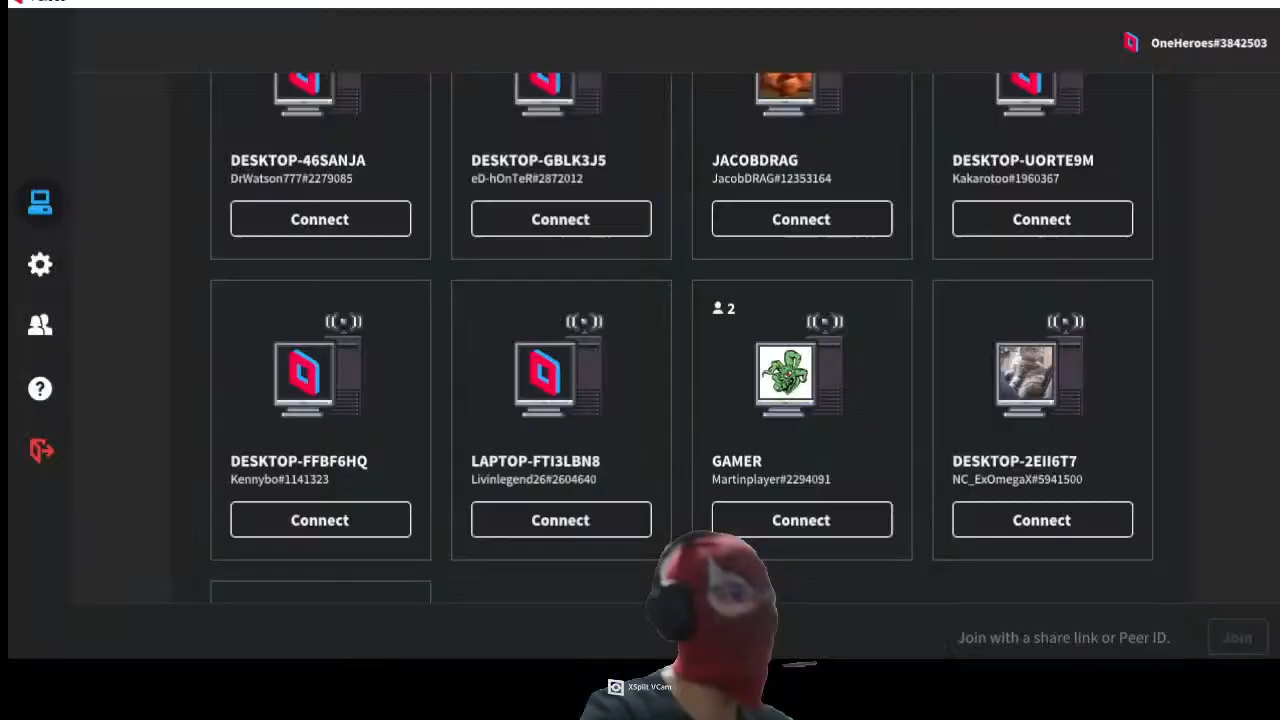 OneHeroes#3842503
DESKTOP-46SANJA
DrWatson777#2279085
Connect
DESKTOP-GBLK3J5
eD-hOnTeR#2872012
Connect
JACOBDRAG
JacobDRAG#12353164
Connect
DESKTOP-UORTE9M
Kakarotoo#1960367
Connect
DESKTOP-FFBF6HQ
Kennybo#1141323
Connect
LAPTOP-FTI3LBN8
Livinlegend26#2604640
Connect
2
GAMER
Martinplayer#2294091
Connect
DESKTOP-2EII6T7
NC_ExOmegaX#5941500
Connect
Join with a share link or Peer ID.
Join
XSplit VCam